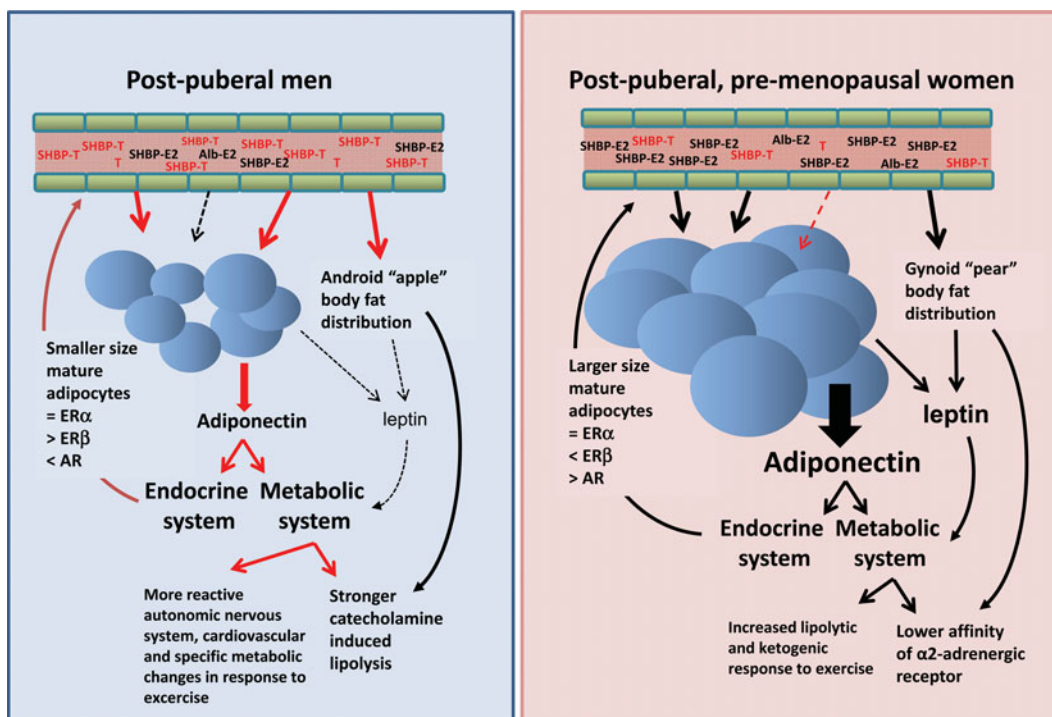 Post-puberal men
SHBP-T
SHBP-T
T
SHBP-E2
SHBP-T
SHBP-T
Alb-E2
SHBP-T
SHBP-E2
SHBP-T
SHBP-T
T
SHBP-E2
SHBP-T
Android “apple”
body fat
distribution
Smaller size
mature
adipocytes
= ERα
> ERβ
< AR
leptin
Adiponectin
Endocrine
system
Metabolic
system
More reactive
autonomic nervous
system, cardiovascular
and specific metabolic
changes in response to
excercise
Stronger
catecholamine
induced
lipolysis
Post-puberal, pre-menopausal women
SHBP-E2
SHBP-T
SHBP-E2
SHBP-E2
SHBP-E2
SHBP-T
Alb-E2
T
SHBP-E2
SHBP-E2
Alb-E2
SHBP-E2
SHBP-T
Gynoid “pear”
body fat
distribution
Larger size
mature
adipocytes
= ERα
< ERβ
> AR
leptin
Adiponectin
Endocrine
system
Metabolic
system
Increased lipolytic
and ketogenic
response to exercise
Lower affinity
of α2-adrenergic
receptor